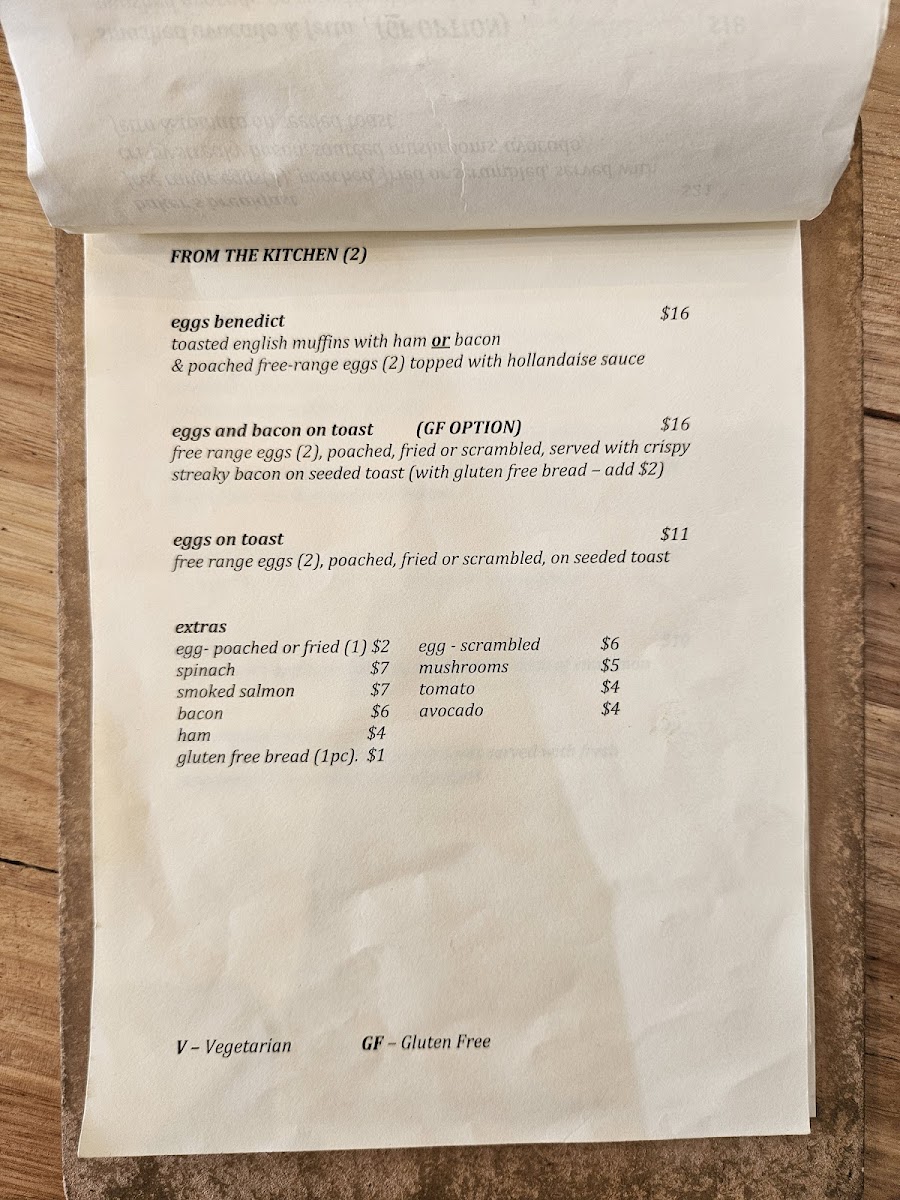 FROM THE KITCHEN (2)
eggs benedict $16
toasted english muffins with ham or bacon
& poached free-range eggs (2) topped with hollandaise sauce
eggs and bacon on toast (GF OPTION) $16
free range eggs (2), poached, fried or scrambled, served with crispy
streaky bacon on seeded toast (with gluten free bread – add $2)
eggs on toast $11
free range eggs (2), poached, fried or scrambled, on seeded toast
extras
egg- poached or fried (1) $2 egg - scrambled $6
spinach $7 mushrooms $5
smoked salmon $7 tomato $4
bacon $6 avocado $4
ham $4
gluten free bread (1pc). $1
V – Vegetarian GF – Gluten Free